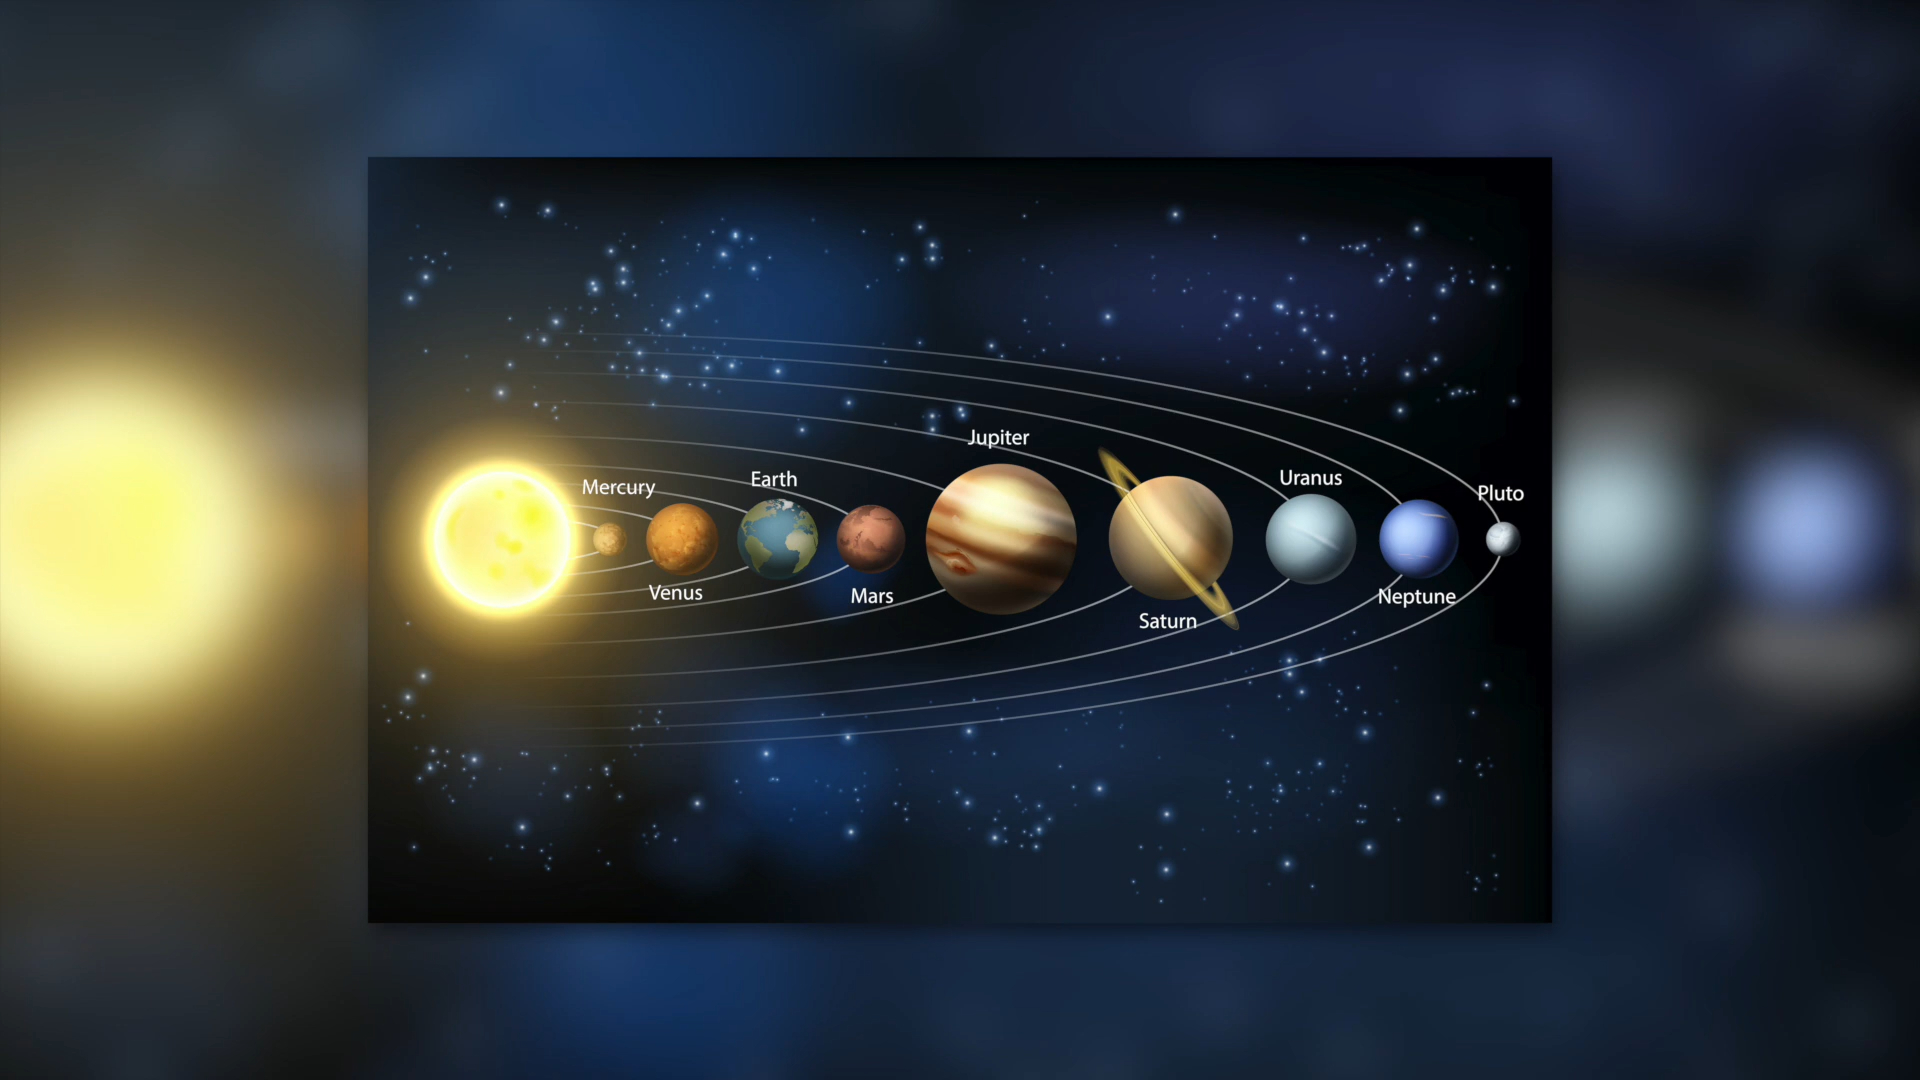 Mercury
Venus
Earth
Mars
Jupiter
Saturn
Uranus
Neptune
Pluto